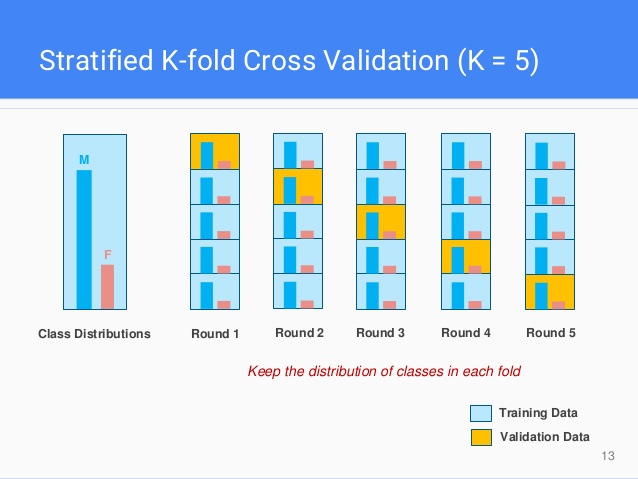 Stratified K-fold Cross Validation (K = 5)
M
F
Class Distributions
Round 1
Round 2
Round 3
Round 4
Round 5
Keep the distribution of classes in each fold
Training Data
Validation Data
13